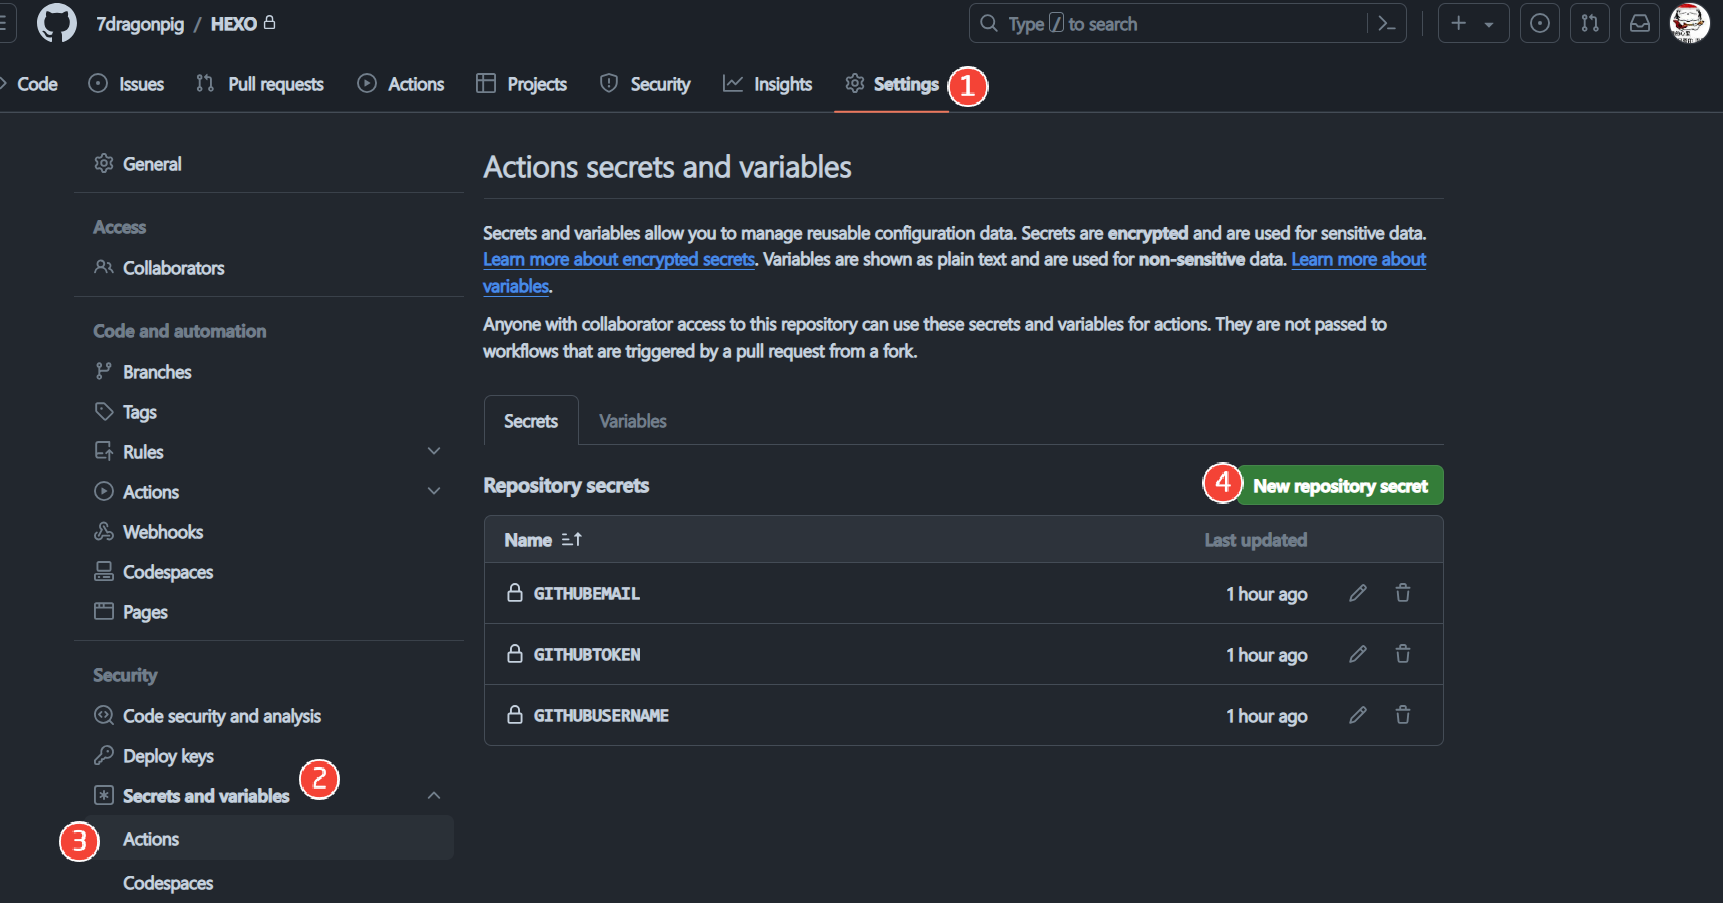 7dragonpig / HEXO
Type / to search
Code Issues Pull requests Actions Projects Security Insights Settings 1
General
Access
Collaborators
Code and automation
Branches
Tags
Rules
Actions
Webhooks
Codespaces
Pages
Security
Code security and analysis
Deploy keys
Secrets and variables 2
3 Actions
Codespaces
Actions secrets and variables
Secrets and variables allow you to manage reusable configuration data. Secrets are encrypted and are used for sensitive data.
Learn more about encrypted secrets. Variables are shown as plain text and are used for non-sensitive data. Learn more about
variables.
Anyone with collaborator access to this repository can use these secrets and variables for actions. They are not passed to
workflows that are triggered by a pull request from a fork.
Secrets Variables
Repository secrets 4 New repository secret
Name Last updated
GITHUBEMAIL 1 hour ago
GITHUBTOKEN 1 hour ago
GITHUBUSERNAME 1 hour ago